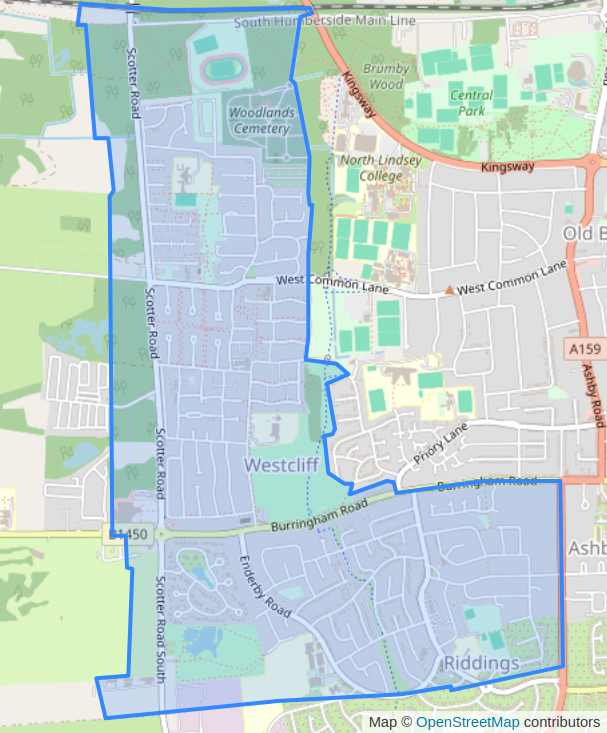 South Humberside Main Line
Scotter Road
Kingsway
Brumby
Wood
Central
Park
Woodlands
Cemetery
North Lindsey
College
Kingsway
Old B
West Common Lane
West Common Lane
Scotter Road
A159
Ashby Road
Priory Lane
Scotter Road
Westcliff
Burringham Road
Burringham Road
B1450
Ashb
Enderby Road
Scotter Road South
Riddings
Map © OpenStreetMap contributors